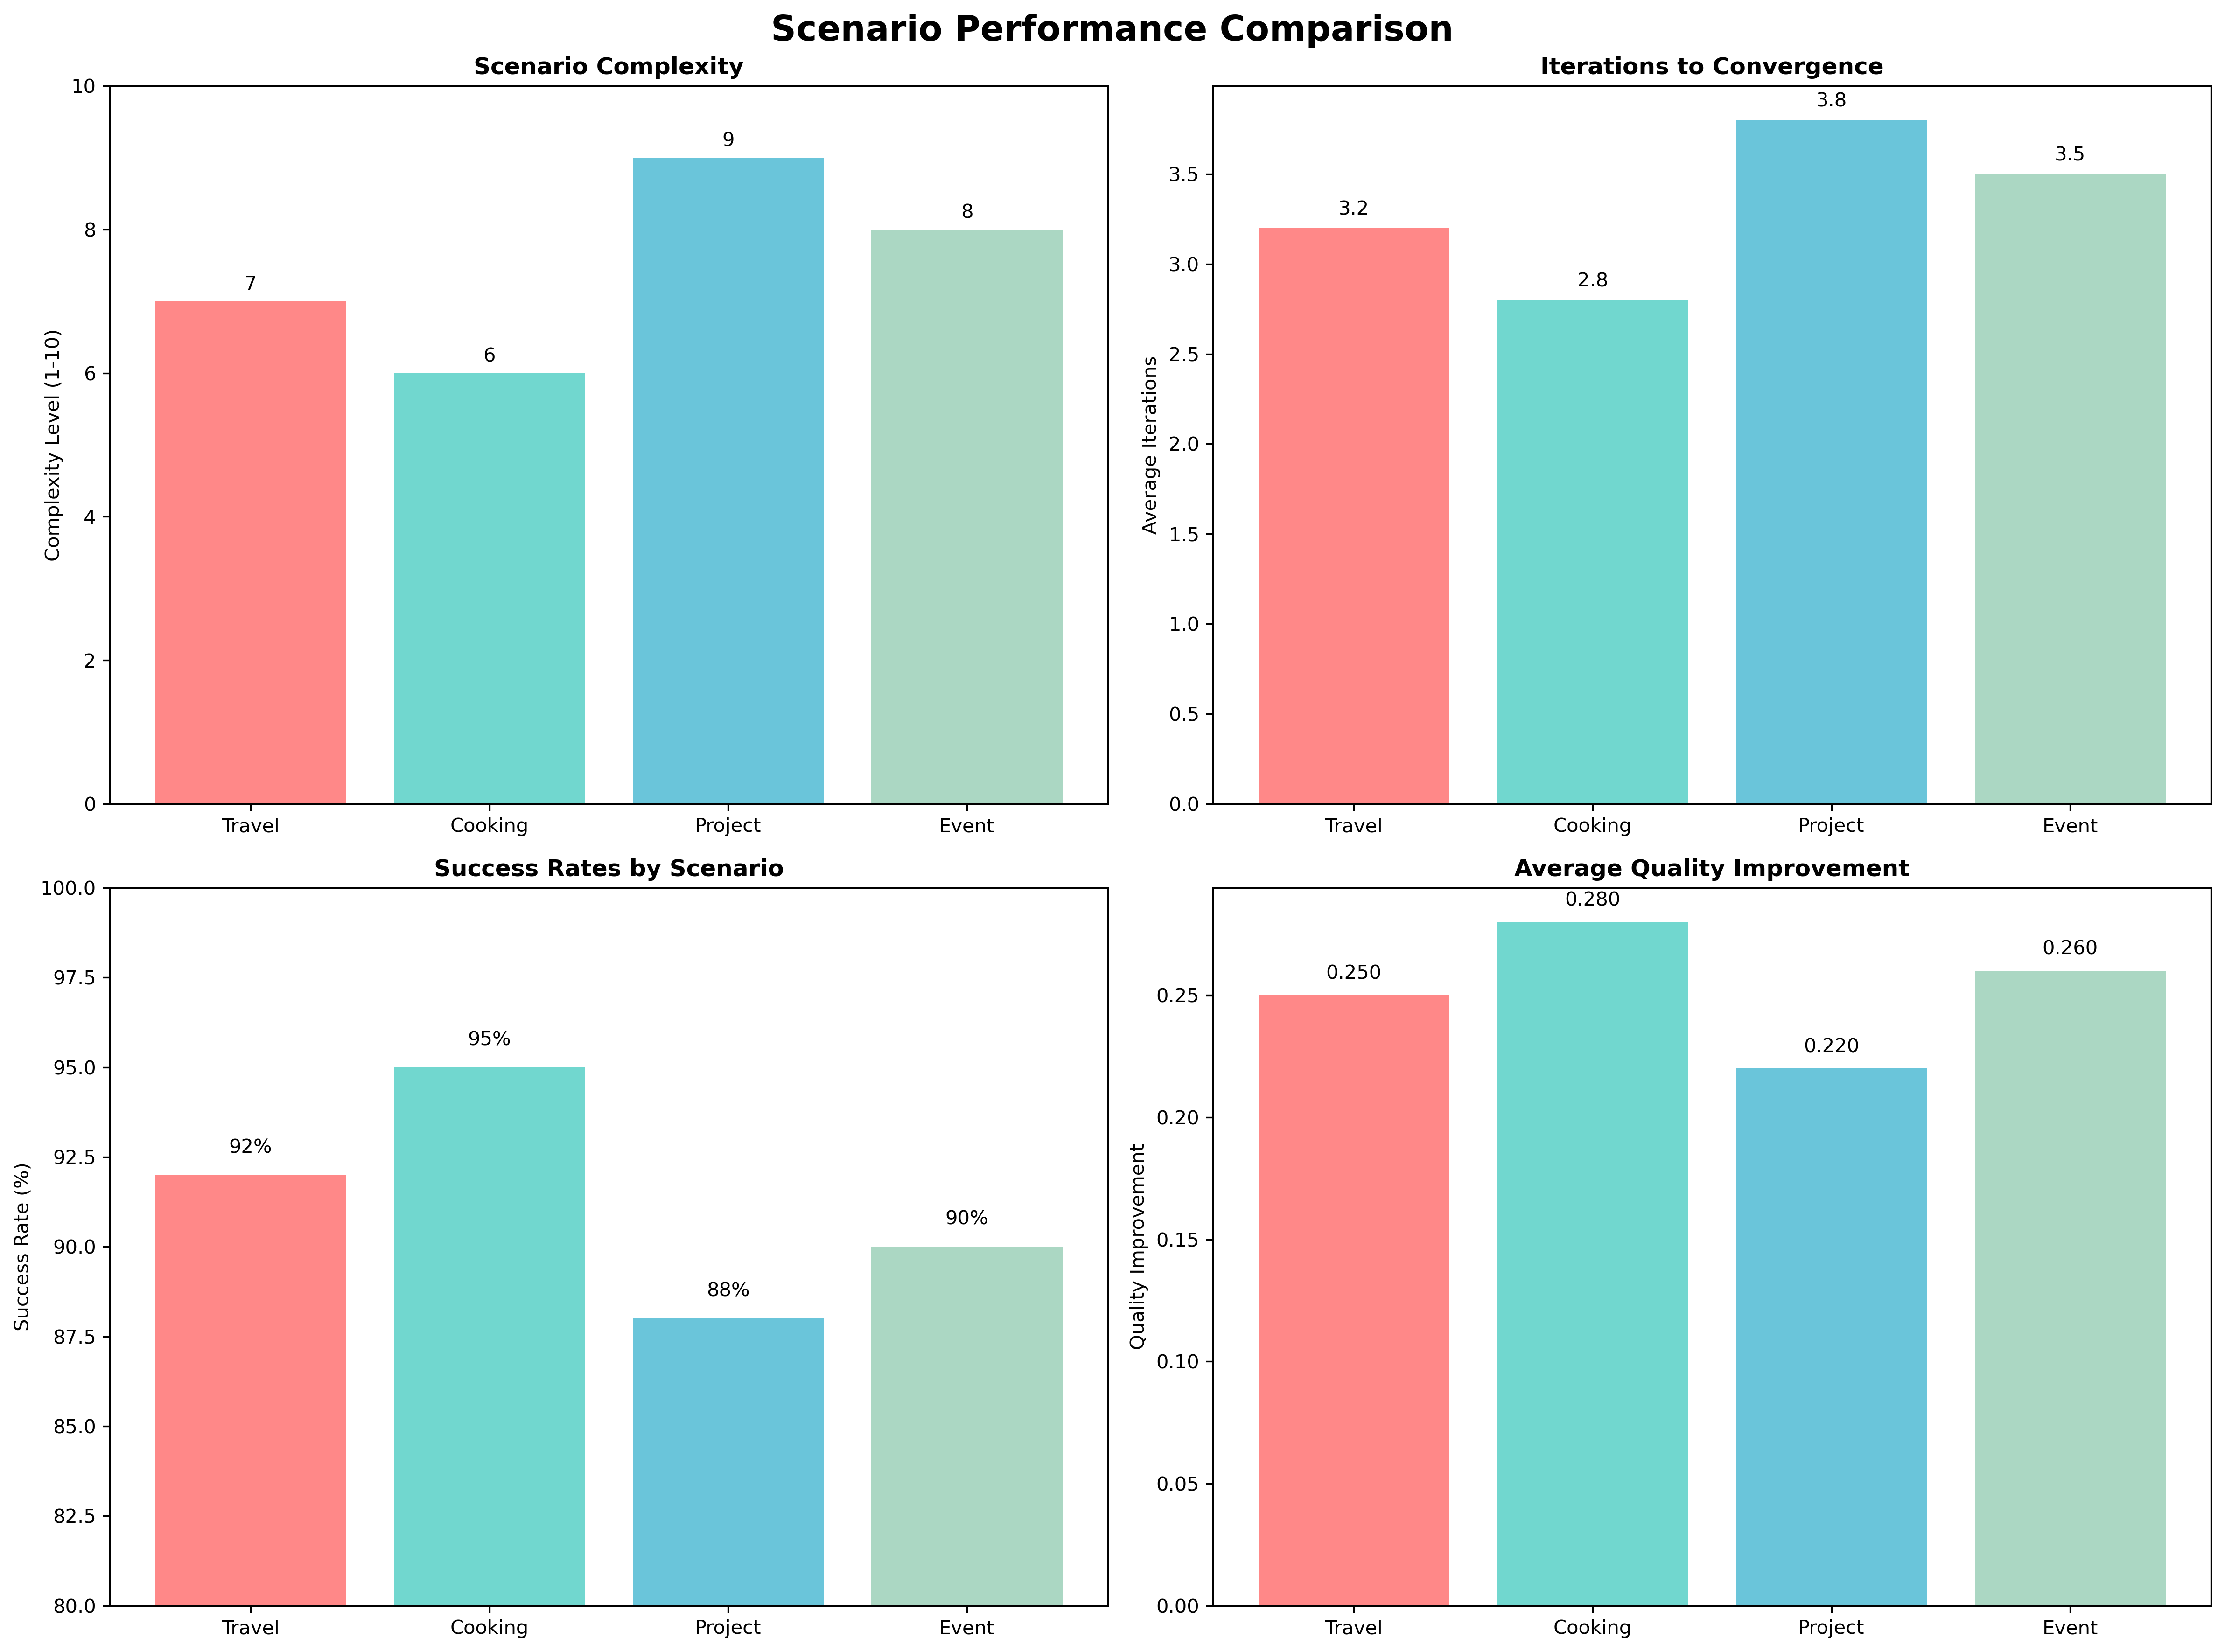 Scenario Performance Comparison
Scenario Complexity
Complexity Level (1-10)
10
8
6
4
2
0
7
6
9
8
Travel
Cooking
Project
Event
Iterations to Convergence
Average Iterations
3.5
3.0
2.5
2.0
1.5
1.0
0.5
0.0
3.2
2.8
3.8
3.5
Travel
Cooking
Project
Event
Success Rates by Scenario
Success Rate (%)
100.0
97.5
95.0
92.5
90.0
87.5
85.0
82.5
80.0
92%
95%
88%
90%
Travel
Cooking
Project
Event
Average Quality Improvement
Quality Improvement
0.25
0.20
0.15
0.10
0.05
0.00
0.250
0.280
0.220
0.260
Travel
Cooking
Project
Event